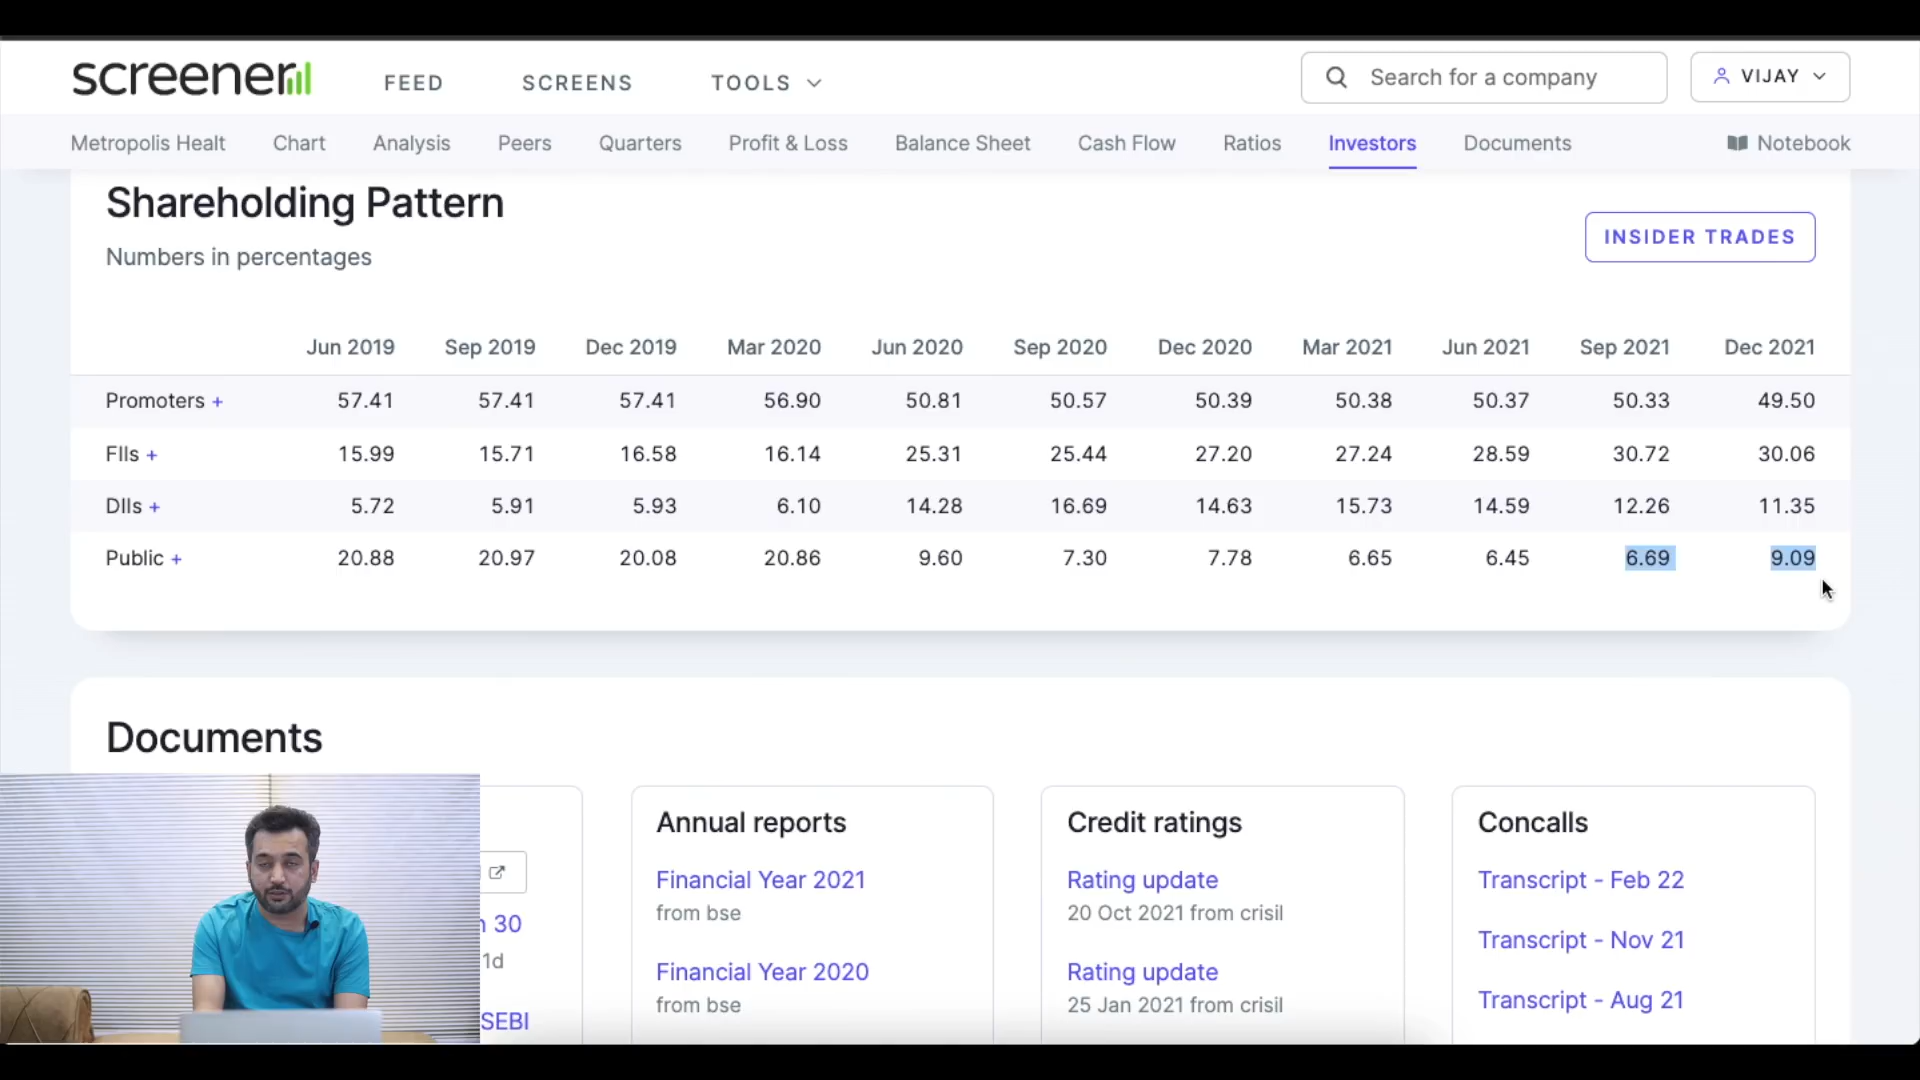 screener FEED SCREENS TOOLS Search for a company VIJAY
Metropolis Healt Chart Analysis Peers Quarters Profit & Loss Balance Sheet Cash Flow Ratios Investors Documents Notebook
Shareholding Pattern
INSIDER TRADES
Numbers in percentages
Jun 2019 Sep 2019 Dec 2019 Mar 2020 Jun 2020 Sep 2020 Dec 2020 Mar 2021 Jun 2021 Sep 2021 Dec 2021
Promoters + 57.41 57.41 57.41 56.90 50.81 50.57 50.39 50.38 50.37 50.33 49.50
FIIs + 15.99 15.71 16.58 16.14 25.31 25.44 27.20 27.24 28.59 30.72 30.06
DIIs + 5.72 5.91 5.93 6.10 14.28 16.69 14.63 15.73 14.59 12.26 11.35
Public + 20.88 20.97 20.08 20.86 9.60 7.30 7.78 6.65 6.45 6.69 9.09
Documents
30
1d
SEBI
Annual reports
Financial Year 2021
from bse
Financial Year 2020
from bse
Credit ratings
Rating update
20 Oct 2021 from crisil
Rating update
25 Jan 2021 from crisil
Concalls
Transcript - Feb 22
Transcript - Nov 21
Transcript - Aug 21